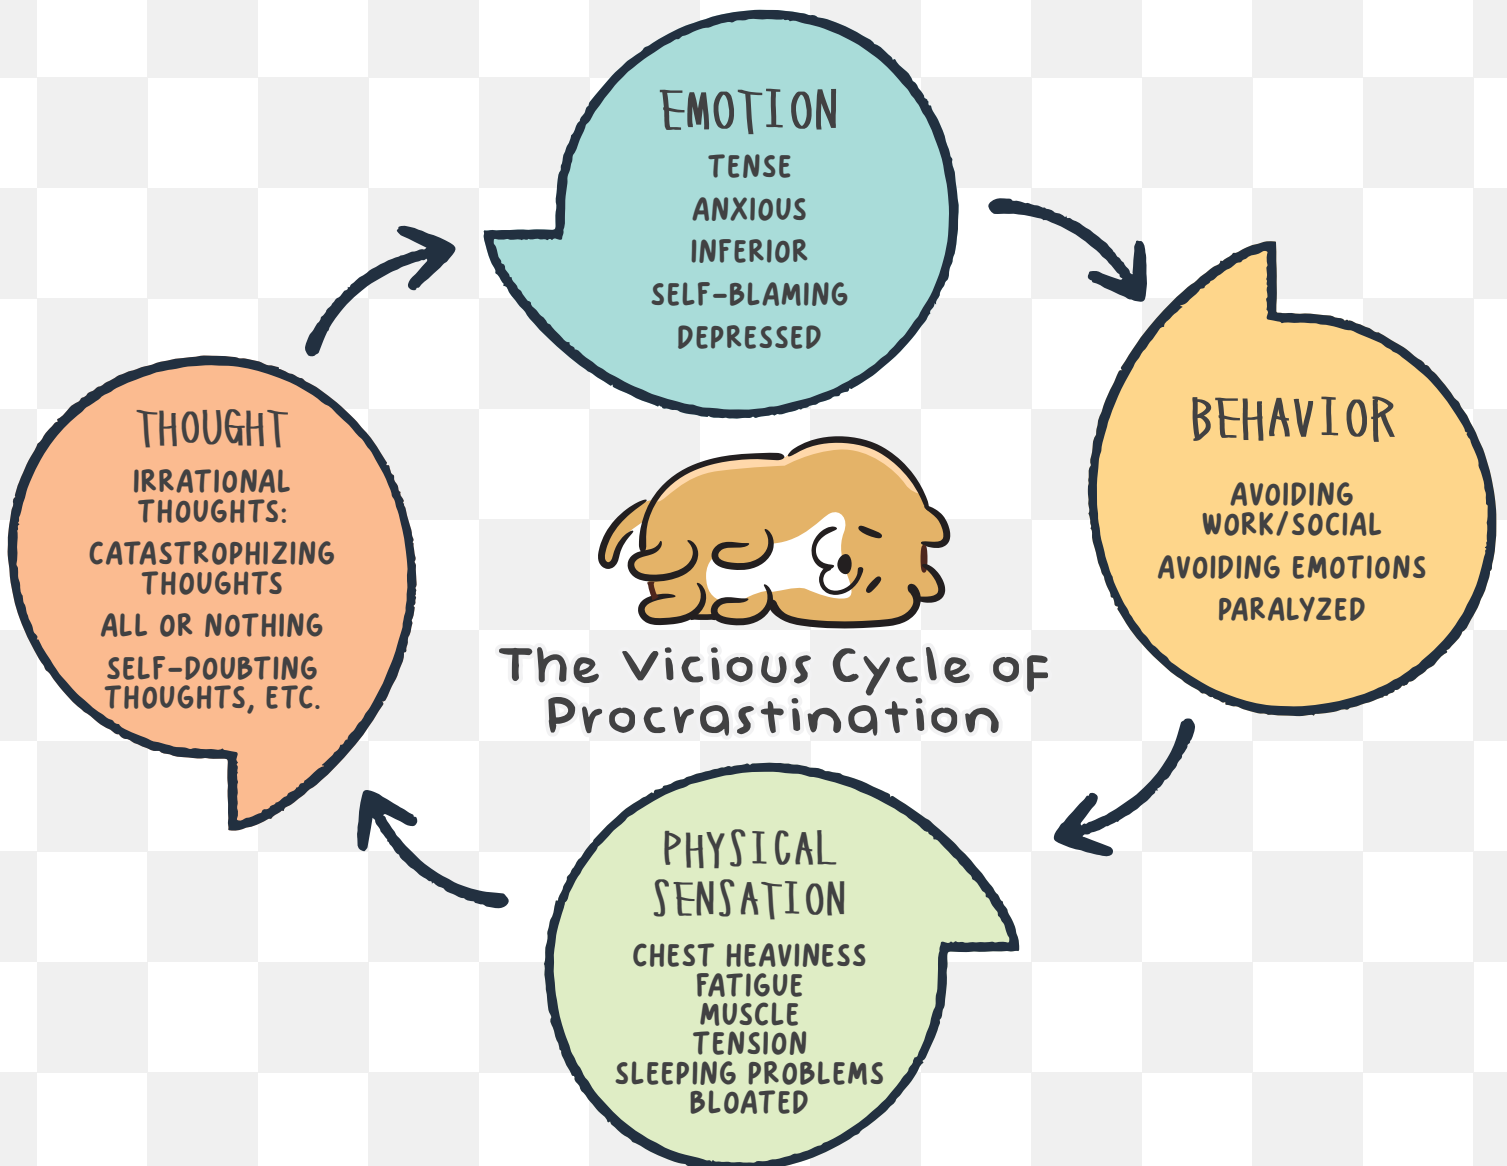 EMOTION
TENSE
ANXIOUS
INFERIOR
SELF-BLAMING
DEPRESSED
BEHAVIOR
AVOIDING
WORK/SOCIAL
AVOIDING EMOTIONS
PARALYZED
THOUGHT
IRRATIONAL
THOUGHTS:
CATASTROPHIZING
THOUGHTS
ALL OR NOTHING
SELF-DOUBTING
THOUGHTS, ETC.
The Vicious Cycle of
Procrastination
PHYSICAL
SENSATION
CHEST HEAVINESS
FATIGUE
MUSCLE
TENSION
SLEEPING PROBLEMS
BLOATED